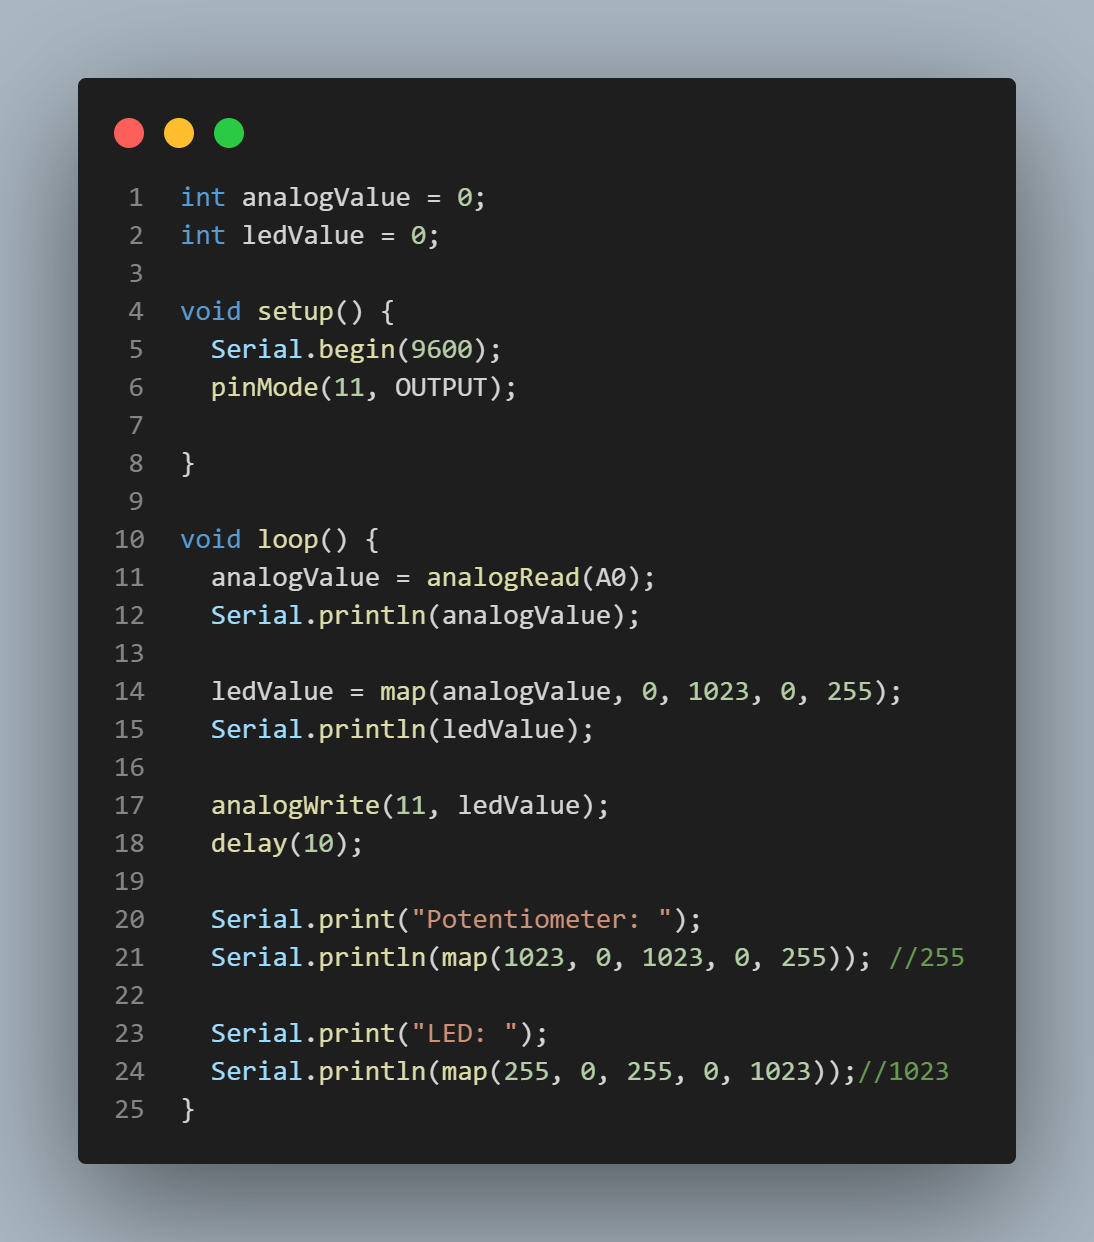 1 int analogValue = 0;
2 int ledValue = 0;
3
4 void setup() {
5   Serial.begin(9600);
6   pinMode(11, OUTPUT);
7
8 }
9
10 void loop() {
11   analogValue = analogRead(A0);
12   Serial.println(analogValue);
13
14   ledValue = map(analogValue, 0, 1023, 0, 255);
15   Serial.println(ledValue);
16
17   analogWrite(11, ledValue);
18   delay(10);
19
20   Serial.print("Potentiometer: ");
21   Serial.println(map(1023, 0, 1023, 0, 255)); //255
22
23   Serial.print("LED: ");
24   Serial.println(map(255, 0, 255, 0, 1023));//1023
25 }